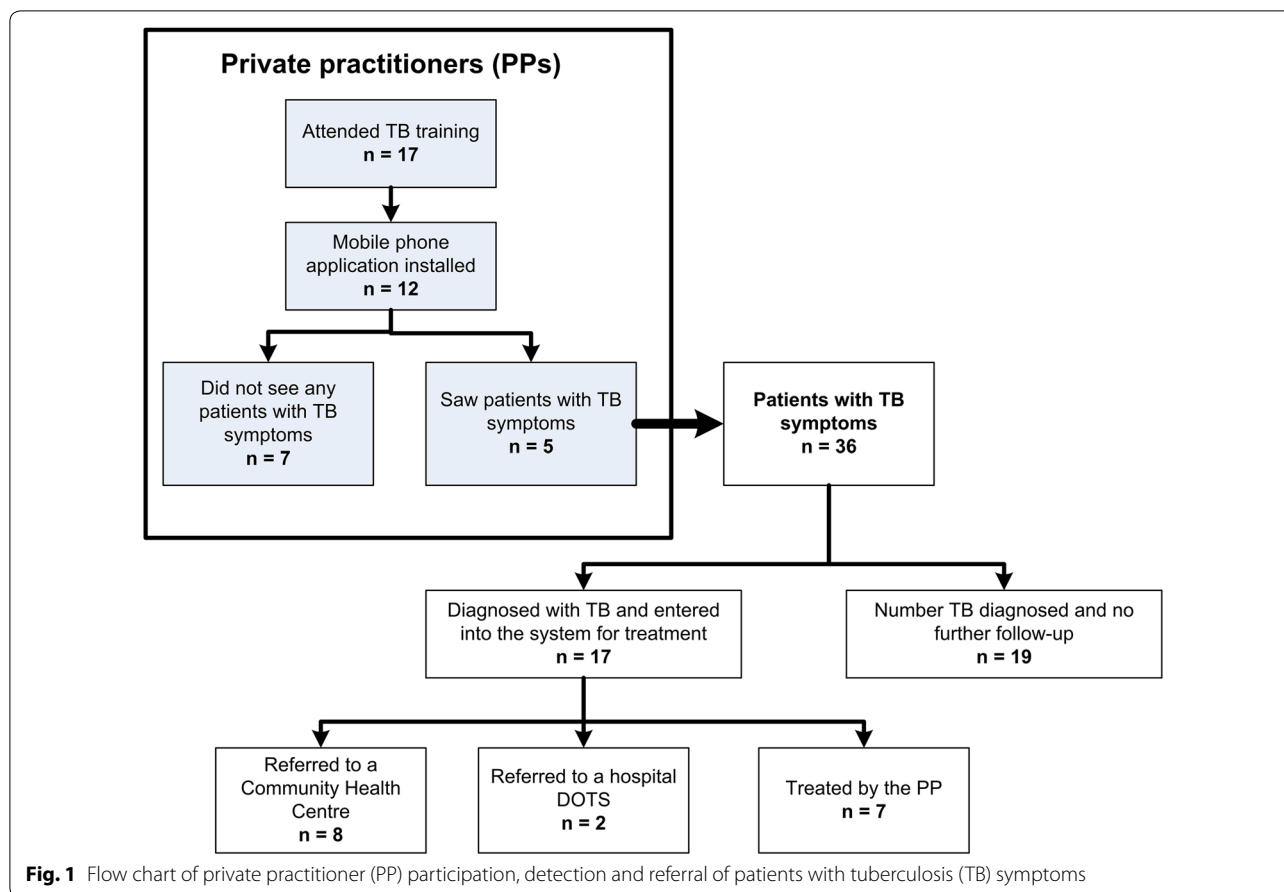 Private practitioners (PPs)
Attended TB training
n = 17
Mobile phone
application installed
n = 12
Did not see any
patients with TB
symptoms
n = 7
Saw patients with TB
symptoms
n = 5
Patients with TB
symptoms
n = 36
Diagnosed with TB and entered
into the system for treatment
n = 17
Number TB diagnosed and no
further follow-up
n = 19
Referred to a
Community Health
Centre
n = 8
Referred to a hospital
DOTS
n = 2
Treated by the PP
n = 7
Fig. 1 Flow chart of private practitioner (PP) participation, detection and referral of patients with tuberculosis (TB) symptoms